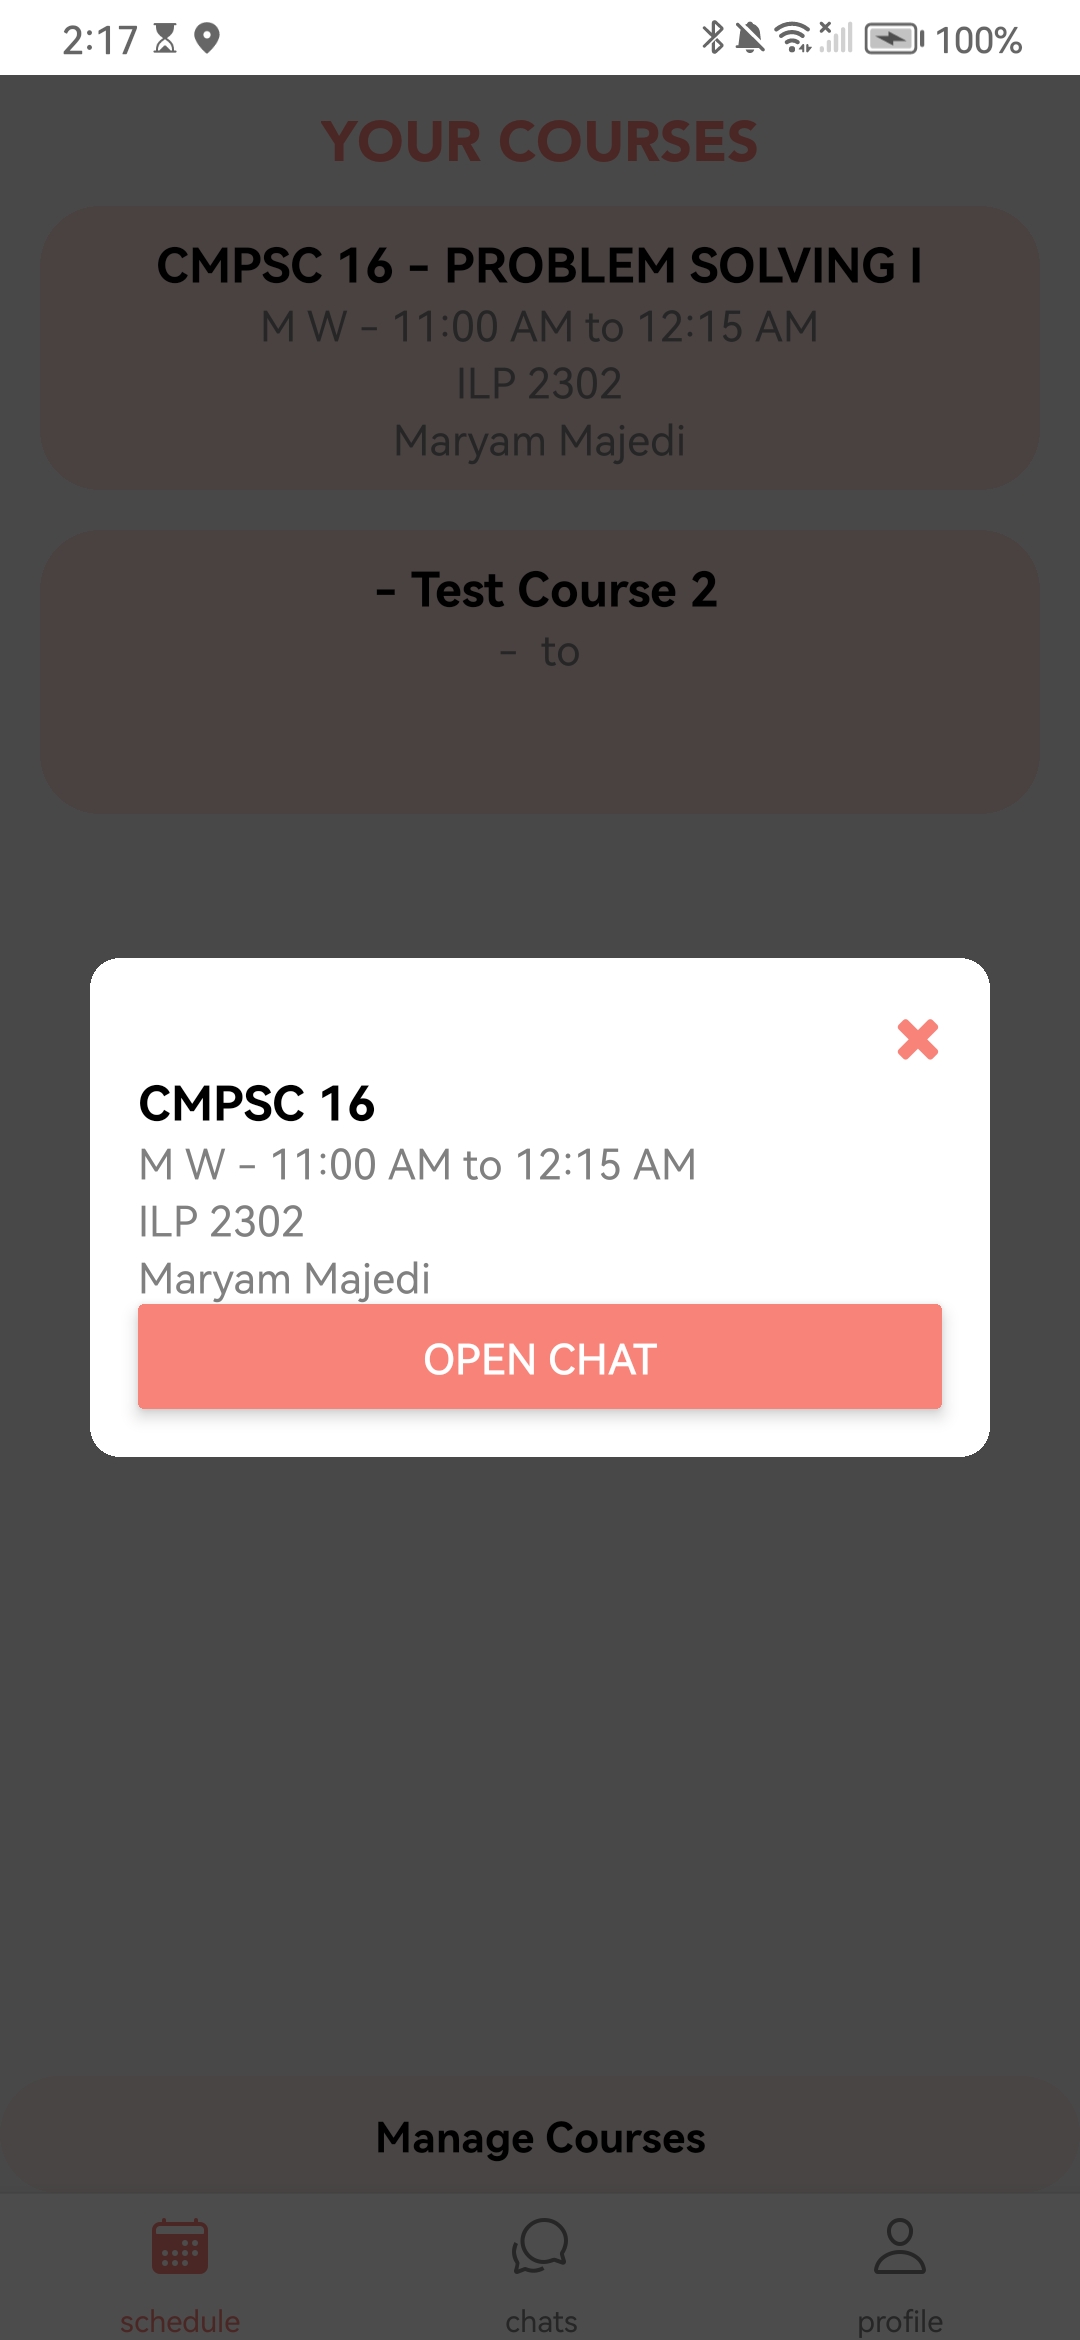 2:17
100%
YOUR COURSES
CMPSC 16 - PROBLEM SOLVING I
M W - 11:00 AM to 12:15 AM
ILP 2302
Maryam Majedi
- Test Course 2
- to
CMPSC 16
M W - 11:00 AM to 12:15 AM
ILP 2302
Maryam Majedi
OPEN CHAT
Manage Courses
schedule
chats
profile